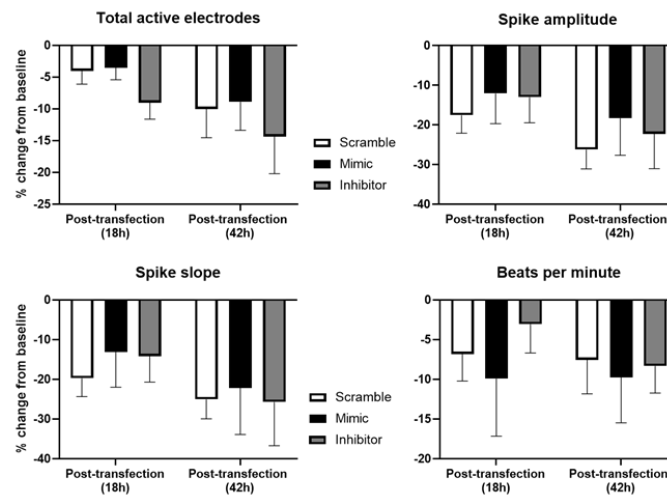 Total active electrodes
% change from baseline
0
-5
-10
-15
-20
-25
Post-transfection
(18h)
Post-transfection
(42h)
Scramble
Mimic
Inhibitor
Spike amplitude
0
-10
-20
-30
-40
Post-transfection
(18h)
Post-transfection
(42h)
Spike slope
% change from baseline
0
-10
-20
-30
-40
Post-transfection
(18h)
Post-transfection
(42h)
Scramble
Mimic
Inhibitor
Beats per minute
0
-5
-10
-15
-20
Post-transfection
(18h)
Post-transfection
(42h)